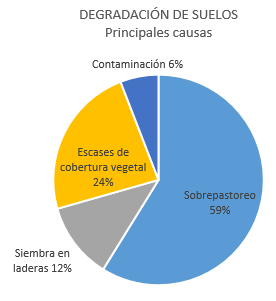 DEGRADACIÓN DE SUELOS
Principales causas
Contaminación 6%
Escases de
cobertura vegetal
24%
Sobrepastoreo
59%
Siembra en
laderas 12%